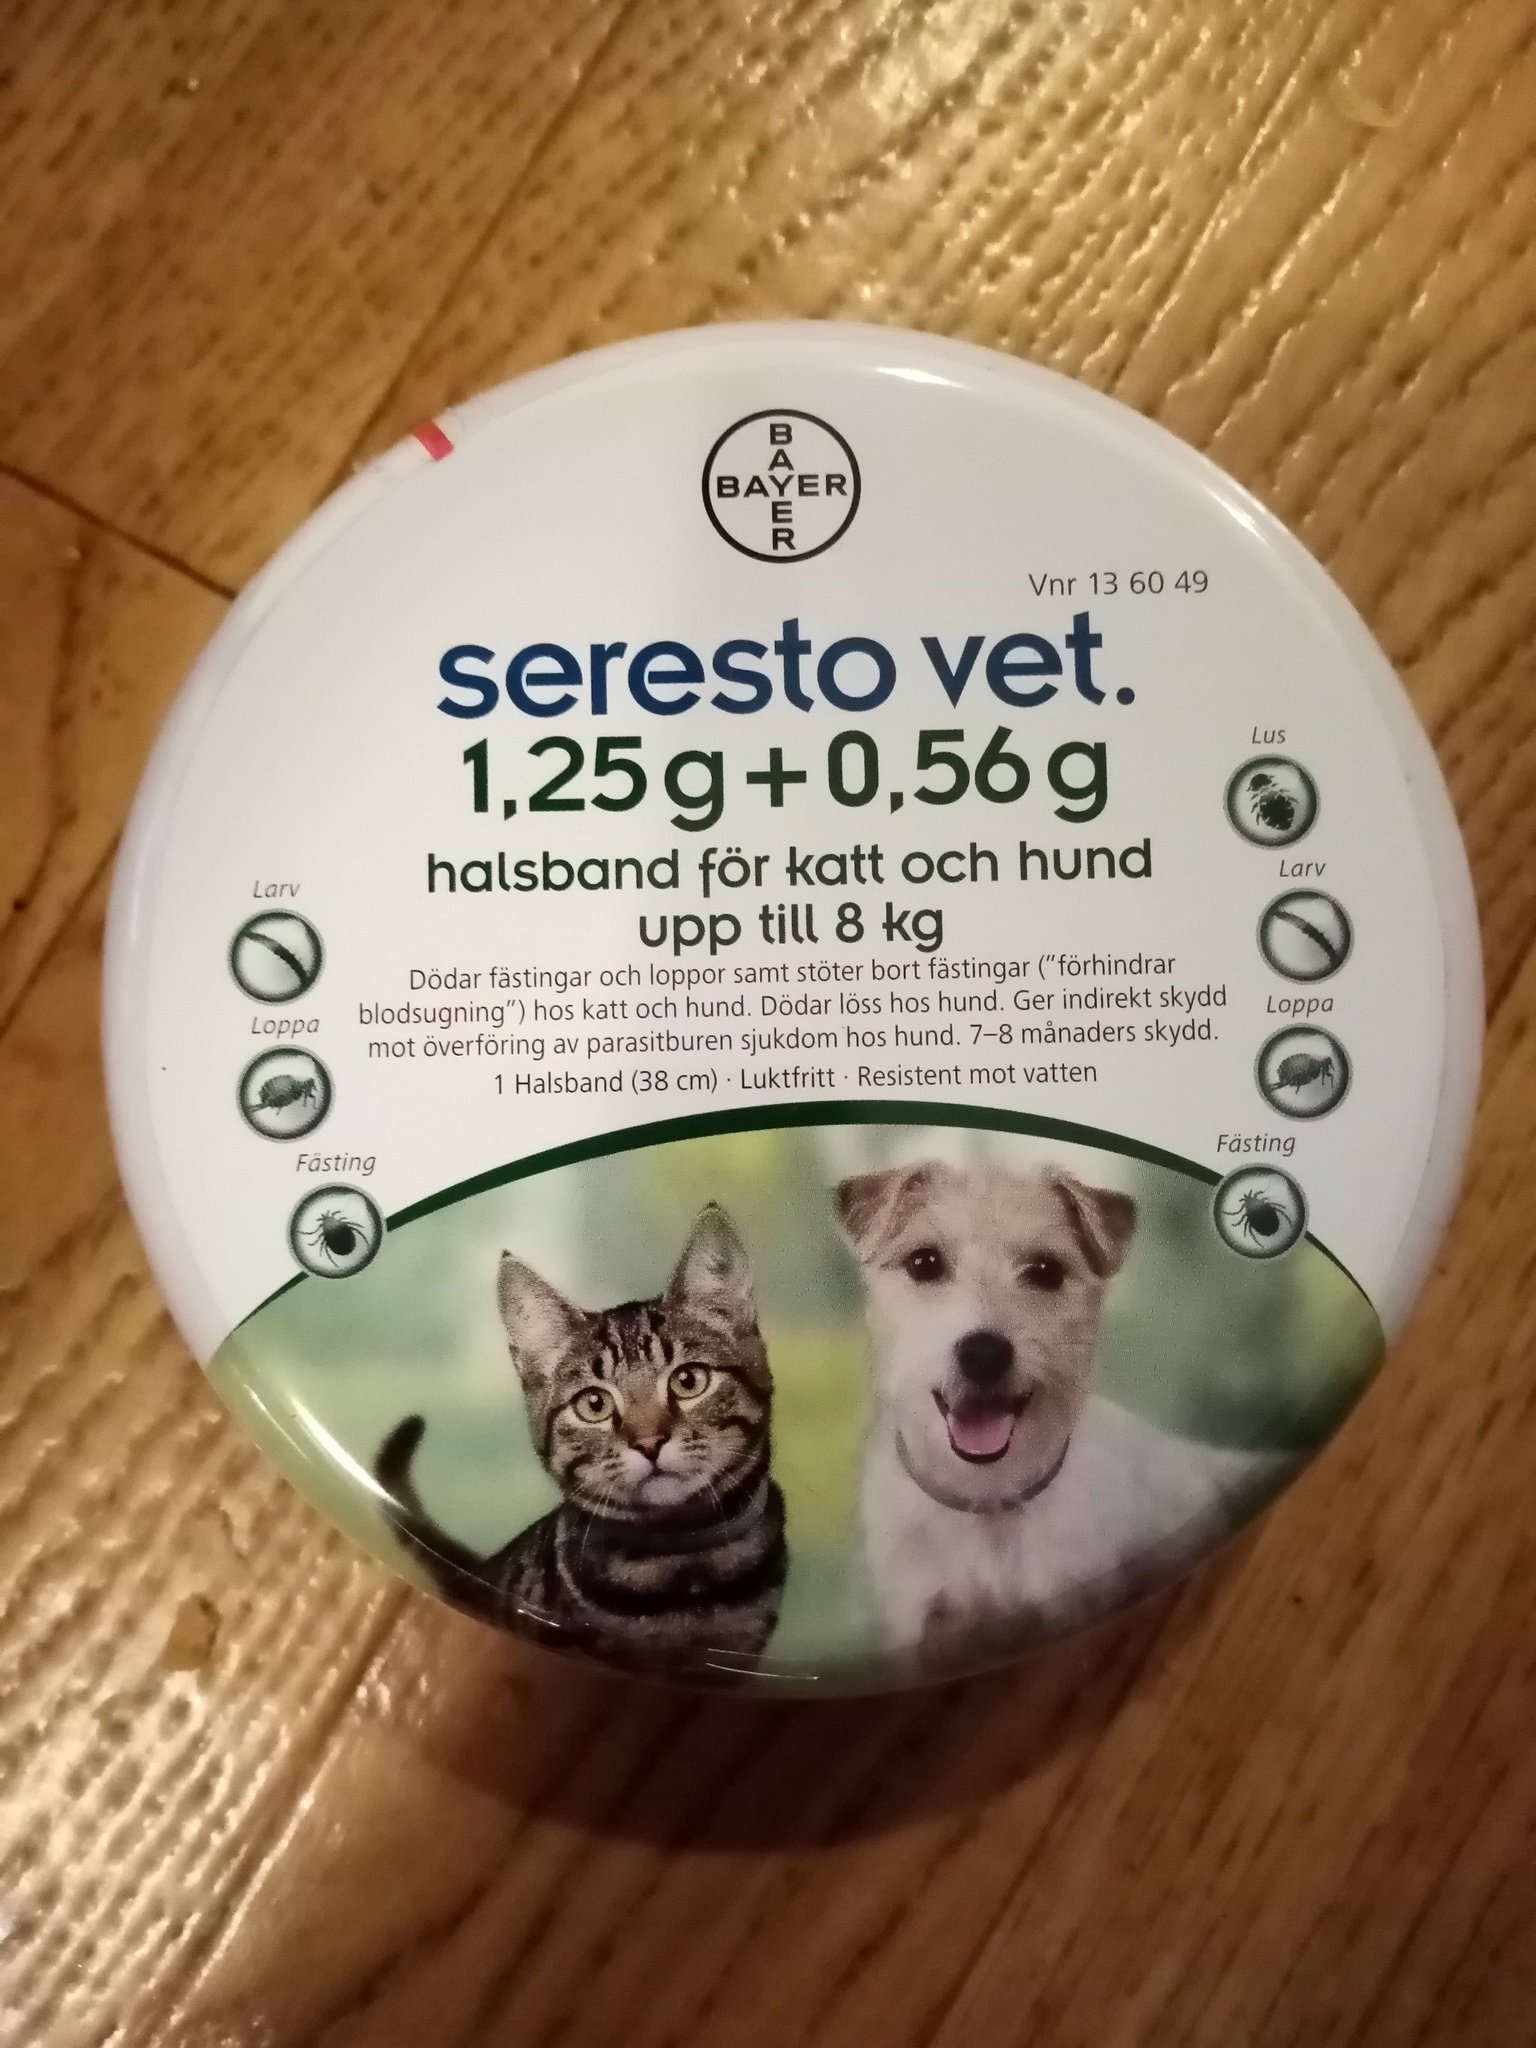 BAYER
BAYER
Vnr 13 60 49
seresto vet.
1,25 g + 0,56 g
halsband för katt och hund
upp till 8 kg
Dödar fästingar och loppor samt stöter bort fästingar ("förhindrar
blodsugning") hos katt och hund. Dödar löss hos hund. Ger indirekt skydd
mot överföring av parasitburen sjukdom hos hund. 7–8 månaders skydd.
1 Halsband (38 cm) · Luktfritt · Resistent mot vatten
Larv
Loppa
Fästing
Lus
Larv
Loppa
Fästing